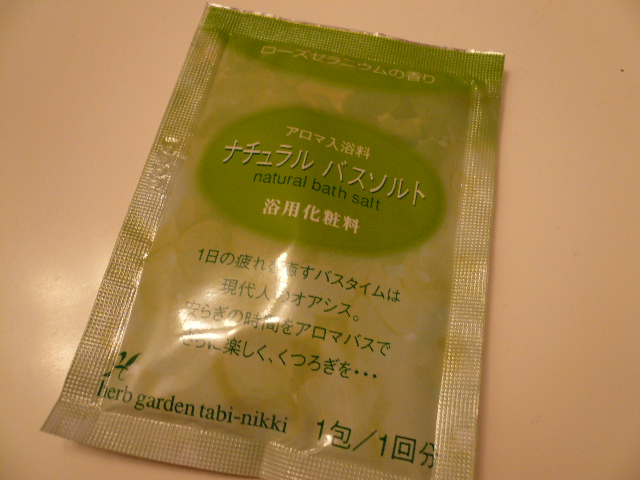 ローズゼラニウムの香り
アロマ入浴料
ナチュラル バスソルト
natural bath salt
浴用化粧料
1日の疲れを癒すバスタイムは
現代人のオアシス。
安らぎの時間をアロマバスで
さらに楽しく、くつろぎを・・・
H
herb garden tabi-nikki
1包/1回分